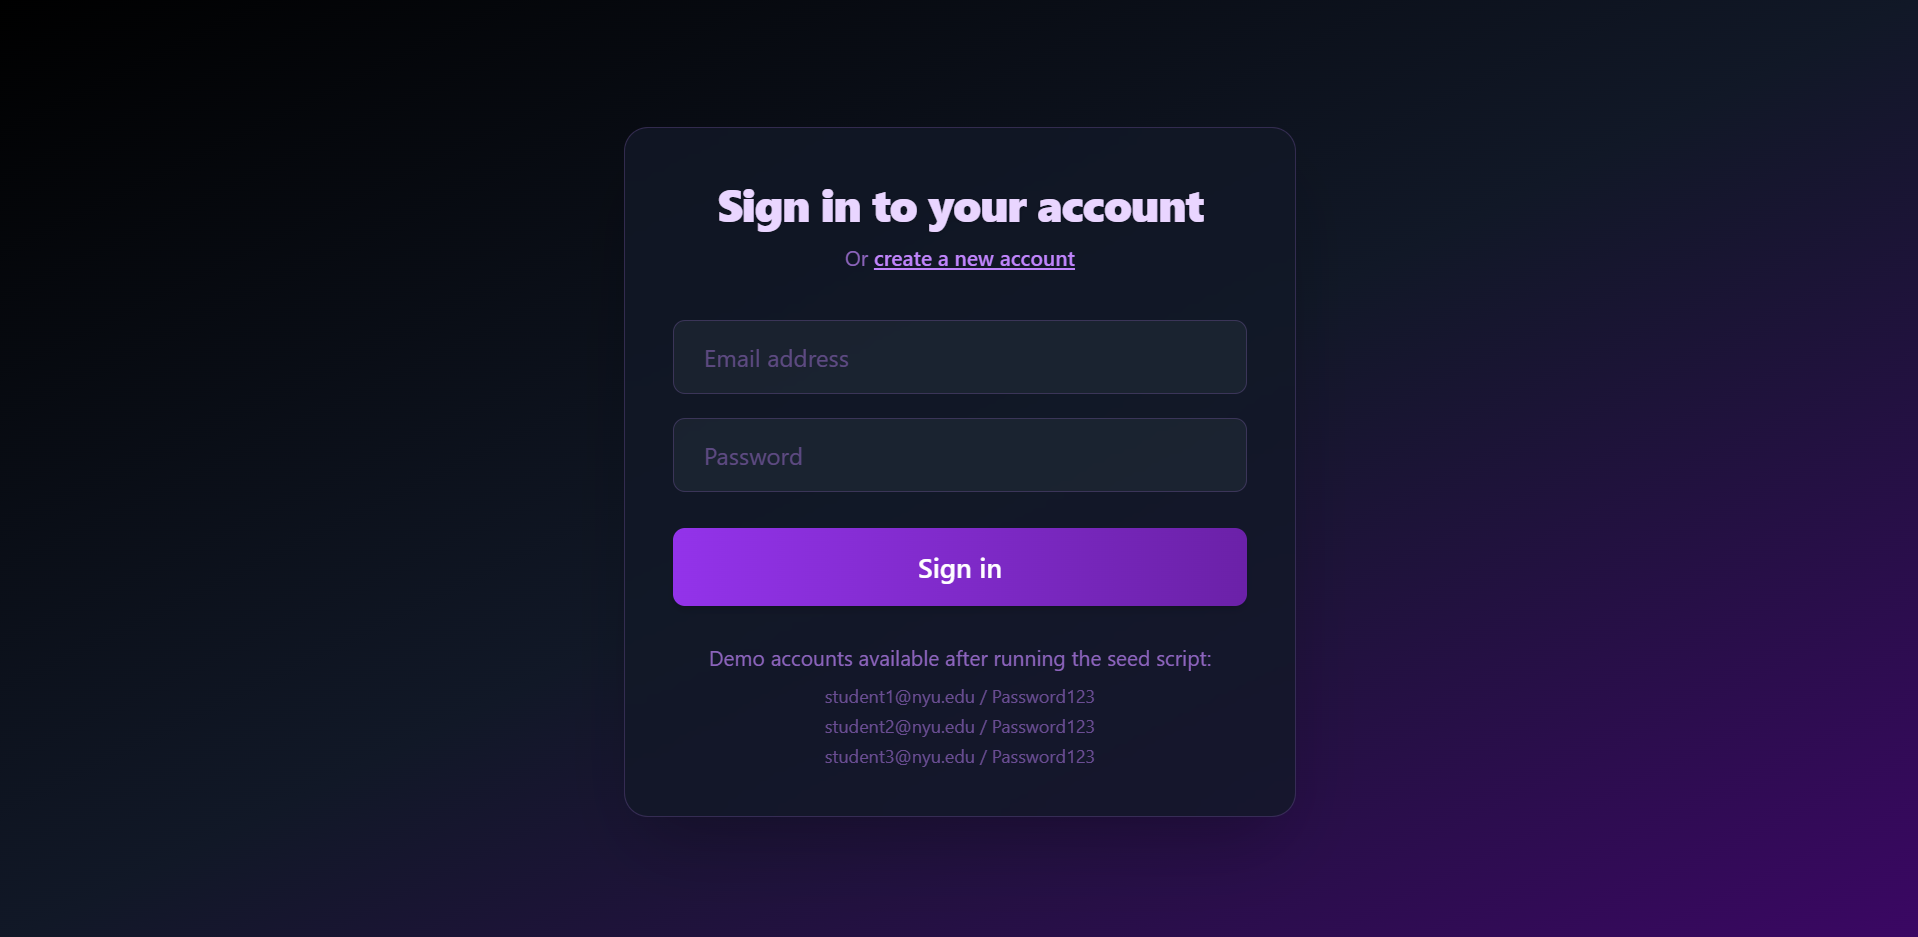 Sign in to your account
Or create a new account
Email address
Password
Sign in
Demo accounts available after running the seed script:
student1@nyu.edu / Password123
student2@nyu.edu / Password123
student3@nyu.edu / Password123